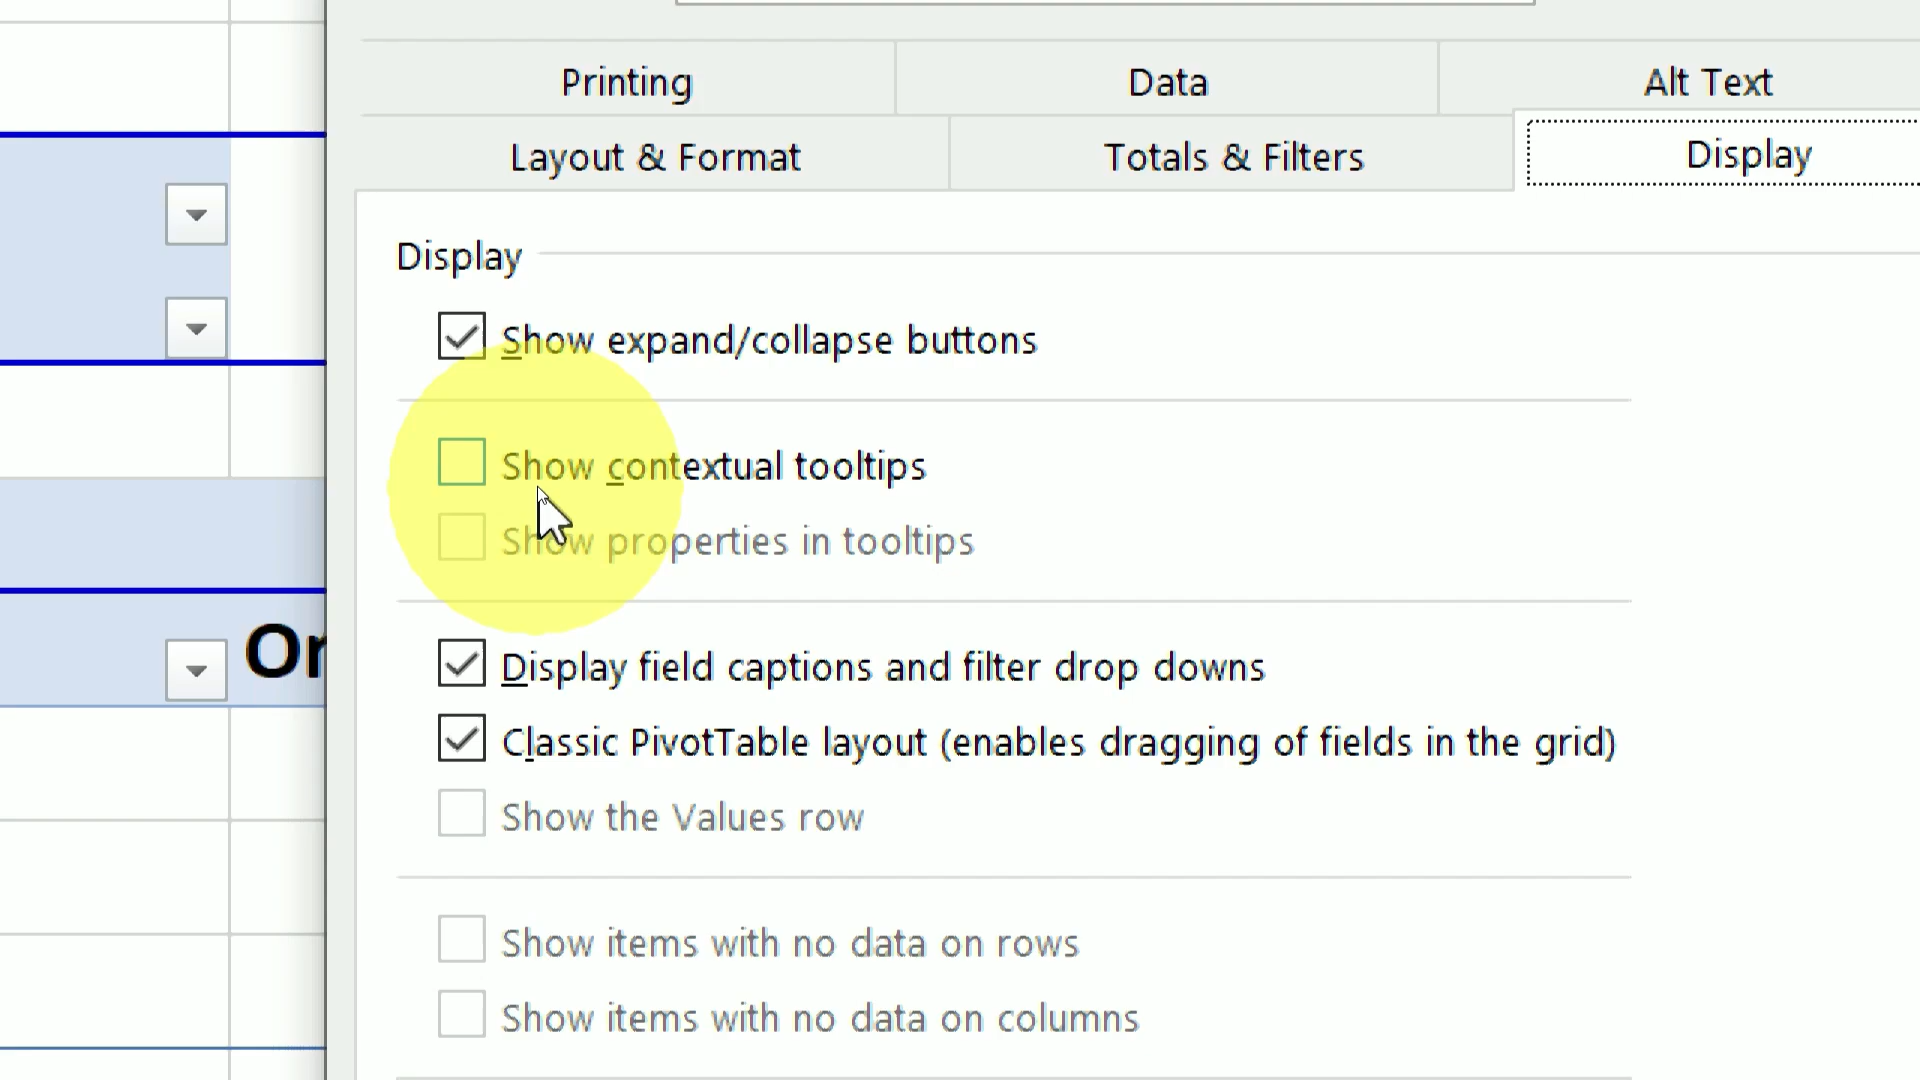 Printing
Data
Alt Text
Layout & Format
Totals & Filters
Display
Display
Show expand/collapse buttons
Show contextual tooltips
Show properties in tooltips
Display field captions and filter drop downs
Classic PivotTable layout (enables dragging of fields in the grid)
Show the Values row
Show items with no data on rows
Show items with no data on columns